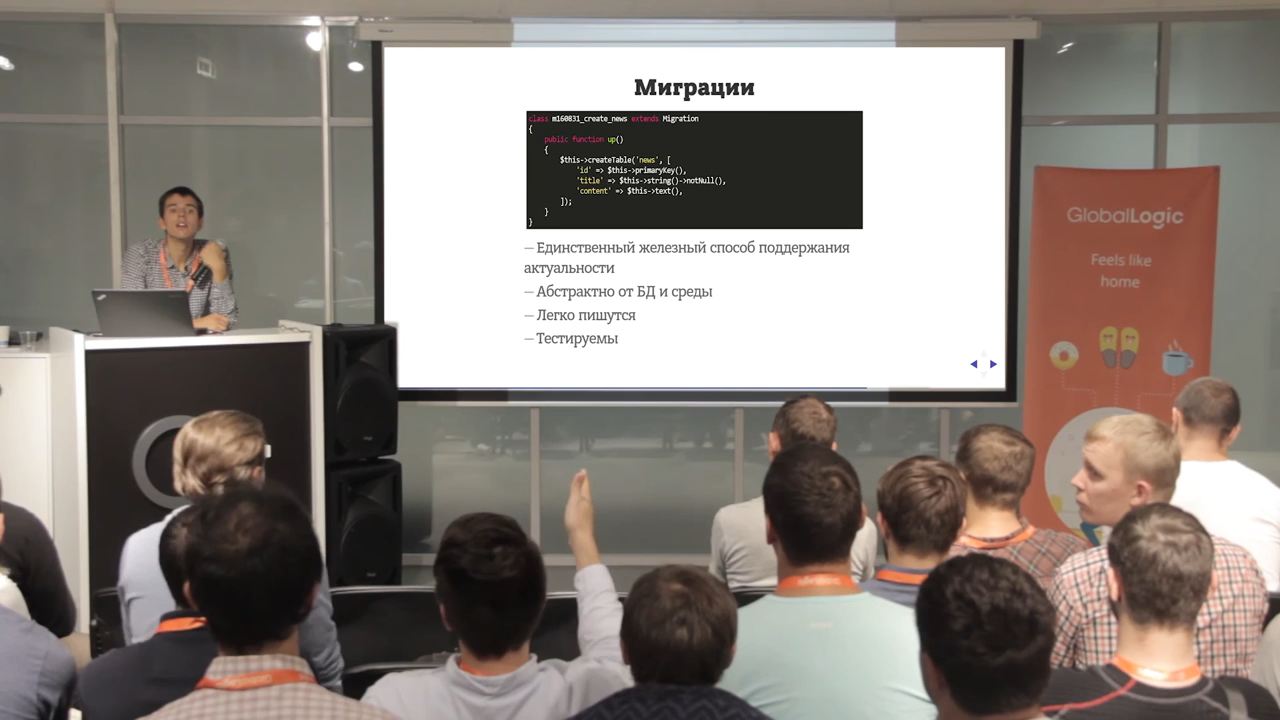 Миграции
class m160831_create_news extends Migration
{
public function up()
{
$this->createTable('news', [
'id' => $this->primaryKey(),
'title' => $this->string()->notNull(),
'content' => $this->text(),
]);
}
}
— Единственный железный способ поддержания
актуальности
— Абстрактно от БД и среды
— Легко пишутся
— Тестируемы
GlobalLogic
Feels like
home